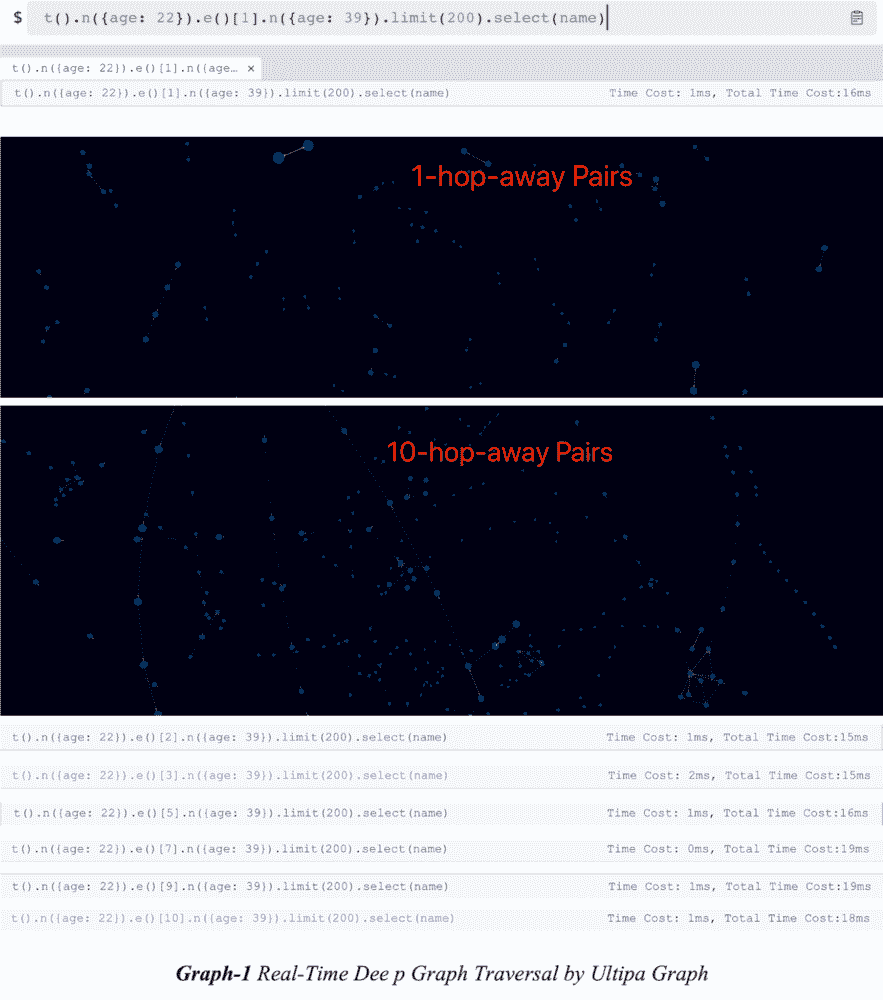 $ t().n({age: 22}).e()[1].n({age: 39}).limit(200).select(name)
t().n({age: 22}).e()[1].n({age… ×
t().n({age: 22}).e()[1].n({age: 39}).limit(200).select(name) Time Cost: 1ms, Total Time Cost:16ms
1-hop-away Pairs
10-hop-away Pairs
t().n({age: 22}).e()[2].n({age: 39}).limit(200).select(name) Time Cost: 1ms, Total Time Cost:15ms
t().n({age: 22}).e()[3].n({age: 39}).limit(200).select(name) Time Cost: 2ms, Total Time Cost:15ms
t().n({age: 22}).e()[5].n({age: 39}).limit(200).select(name) Time Cost: 1ms, Total Time Cost:16ms
t().n({age: 22}).e()[7].n({age: 39}).limit(200).select(name) Time Cost: 0ms, Total Time Cost:19ms
t().n({age: 22}).e()[9].n({age: 39}).limit(200).select(name) Time Cost: 1ms, Total Time Cost:19ms
t().n({age: 22}).e()[10].n({age: 39}).limit(200).select(name) Time Cost: 1ms, Total Time Cost:18ms
Graph-1 Real-Time Dee p Graph Traversal by Ultipa Graph